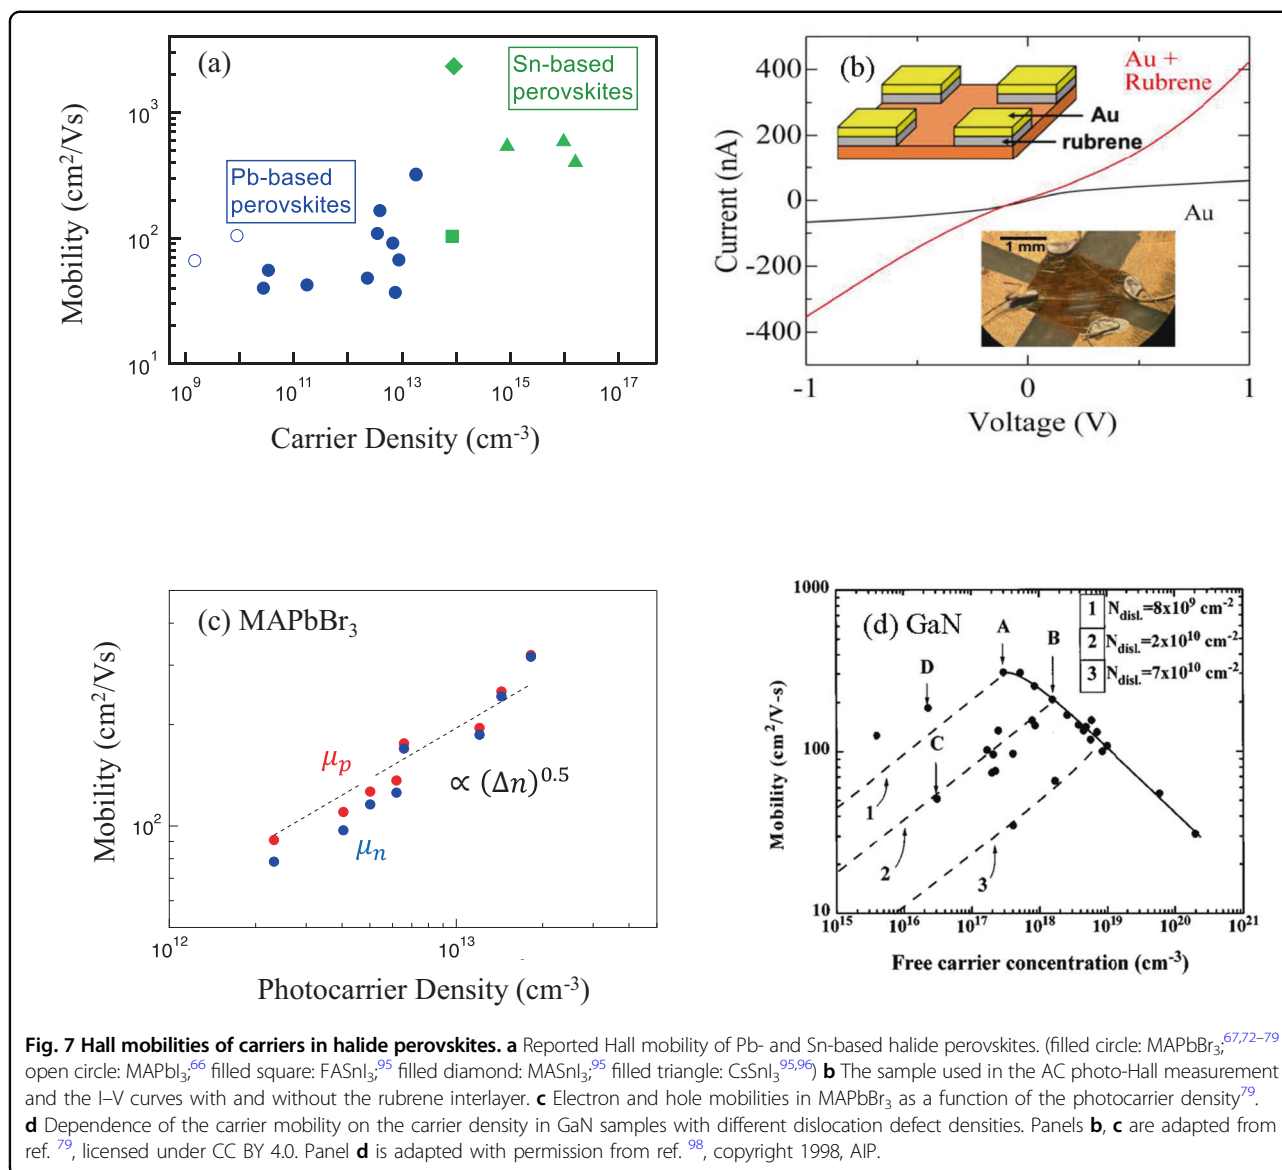 (a)
Sn-based
perovskites
Pb-based
perovskites
10³
10²
10¹
Mobility (cm²/Vs)
10⁹
10¹¹
10¹³
10¹⁵
10¹⁷
Carrier Density (cm⁻³)
(b)
Au +
Rubrene
Au
rubrene
Au
1 mm
400
200
0
-200
-400
Current (nA)
-1
0
1
Voltage (V)
(c) MAPbBr₃
μₚ
μₙ
∝ (Δn)⁰·⁵
10²
Mobility (cm²/Vs)
10¹²
10¹³
Photocarrier Density (cm⁻³)
(d) GaN
1 N_disl.=8x10⁹ cm⁻²
2 N_disl.=2x10¹⁰ cm⁻²
3 N_disl.=7x10¹⁰ cm⁻²
A
B
D
C
1
2
3
1000
100
10
Mobility (cm²/V-s)
10¹⁵
10¹⁶
10¹⁷
10¹⁸
10¹⁹
10²⁰
10²¹
Free carrier concentration (cm⁻³)
Fig. 7 Hall mobilities of carriers in halide perovskites. a Reported Hall mobility of Pb- and Sn-based halide perovskites. (filled circle: MAPbBr₃;⁶⁷,⁷²⁻⁷⁹
open circle: MAPbI₃;⁶⁶ filled square: FASnI₃;⁹⁵ filled diamond: MASnI₃;⁹⁵ filled triangle: CsSnI₃⁹⁵,⁹⁶) b The sample used in the AC photo-Hall measurement
and the I–V curves with and without the rubrene interlayer. c Electron and hole mobilities in MAPbBr₃ as a function of the photocarrier density⁷⁹.
d Dependence of the carrier mobility on the carrier density in GaN samples with different dislocation defect densities. Panels b, c are adapted from
ref. ⁷⁹, licensed under CC BY 4.0. Panel d is adapted with permission from ref. ⁹⁸, copyright 1998, AIP.